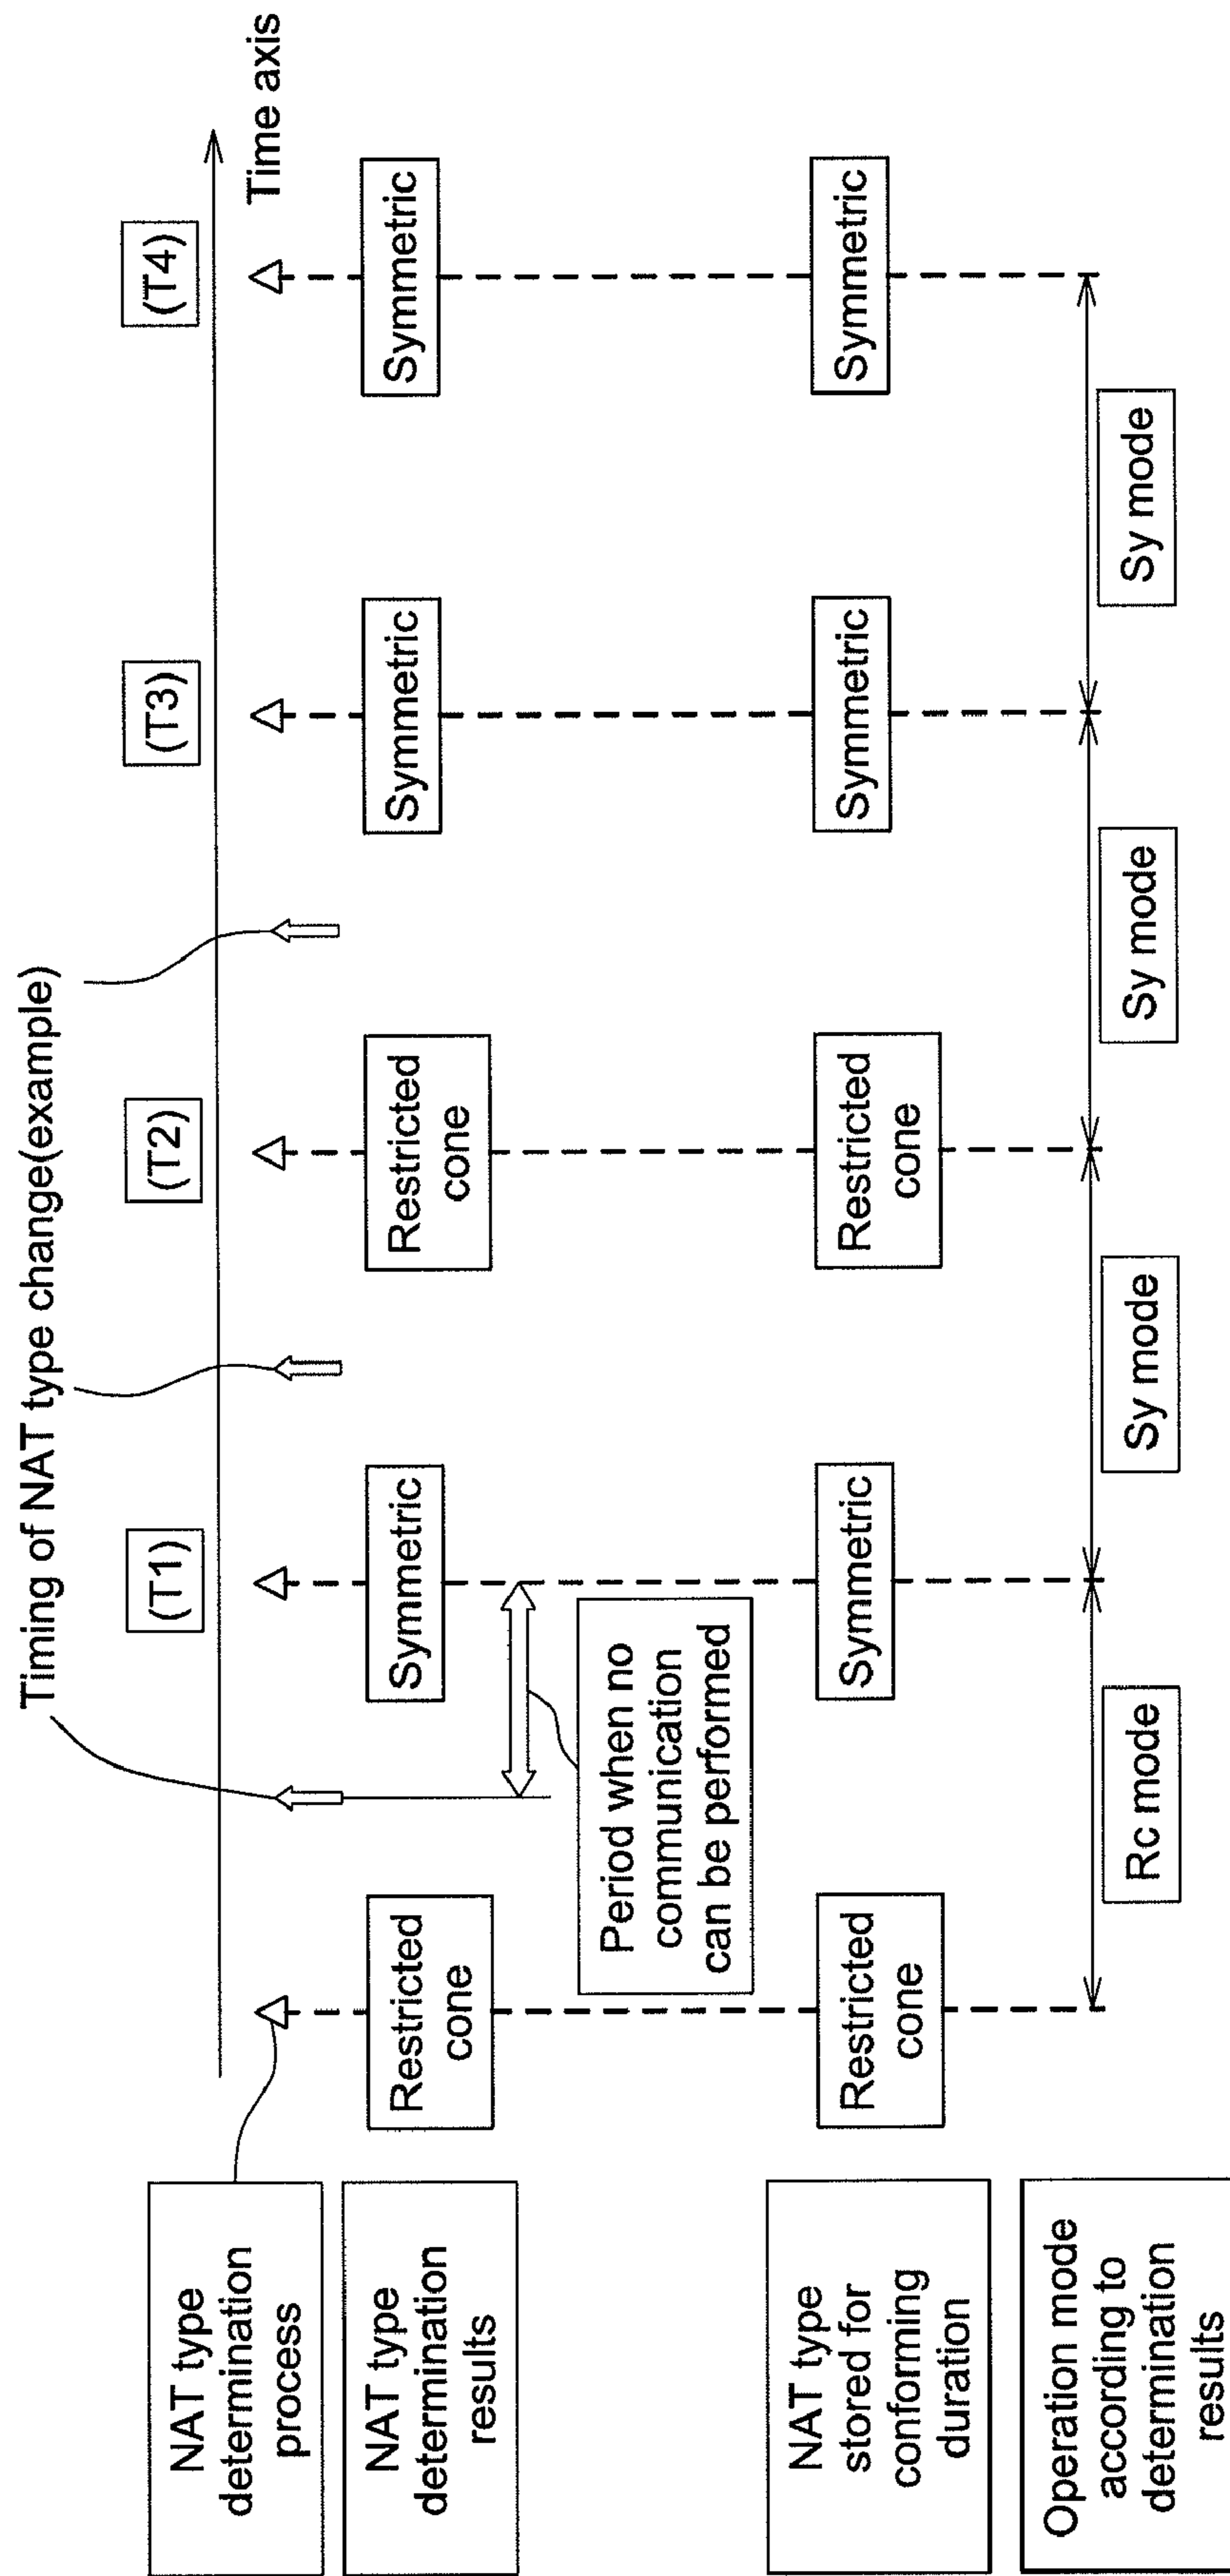 Timing of NAT type change(example)
(T1)
(T2)
(T3)
(T4)
Time axis
NAT type
determination
process
NAT type
determination
results
Restricted
cone
Symmetric
Restricted
cone
Symmetric
Symmetric
Period when no
communication
can be performed
NAT type
stored for
conforming
duration
Restricted
cone
Symmetric
Restricted
cone
Symmetric
Symmetric
Operation mode
according to
determination
results
Rc mode
Sy mode
Sy mode
Sy mode